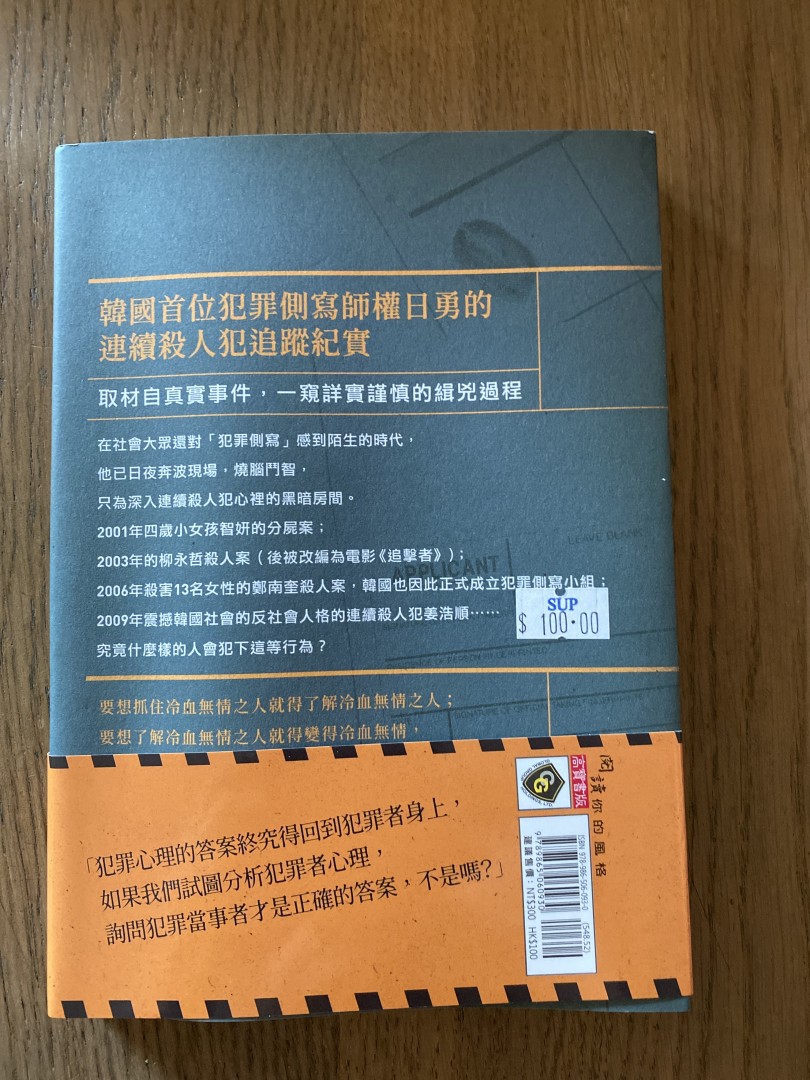 韓國首位犯罪側寫師權日勇的
連續殺人犯追蹤紀實
取材自真實事件，一窺詳實謹慎的緝兇過程
在社會大眾還對「犯罪側寫」感到陌生的時代，
他已日夜奔波現場，燒腦鬥智，
只為深入連續殺人犯心裡的黑暗房間。
2001年四歲小女孩智妍的分屍案；
2003年的柳永哲殺人案（後被改編為電影《追擊者》）；
LEAVE BLANK
APPLICANT
2006年殺害13名女性的鄭南奎殺人案，韓國也因此正式成立犯罪側寫小組；
2009年震撼韓國社會的反社會人格的連續殺人犯姜浩順……
SUP
$ 100.00
究竟什麼樣的人會犯下這等行為？
要想抓住冷血無情之人就得了解冷血無情之人；
要想了解冷血無情之人就得變得冷血無情，
閱讀你的風格
高寶書版
GLOBAL GROUP HOLDINGS, LTD.
「犯罪心理的答案終究得回到犯罪者身上，
如果我們試圖分析犯罪者心理，
詢問犯罪當事者才是正確的答案，不是嗎？」
ISBN 978-986-506-093-0
(548.52)
9789865060930
建議售價：NT$300 HK$100